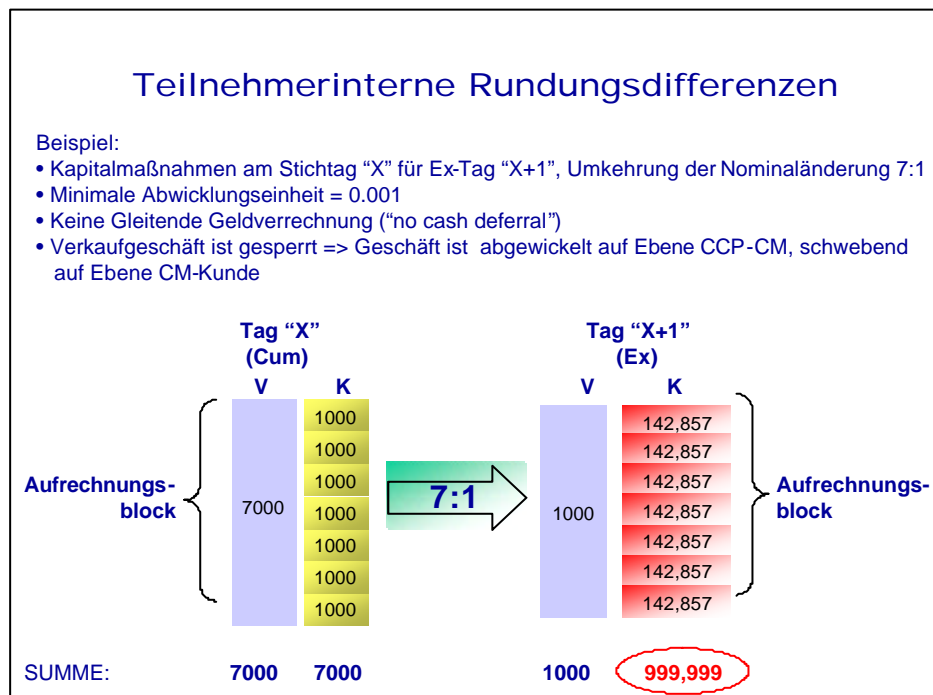 Teilnehmerinterne Rundungsdifferenzen
Beispiel:
• Kapitalmaßnahmen am Stichtag “X” für Ex-Tag “X+1”, Umkehrung der Nominaländerung 7:1
• Minimale Abwicklungseinheit = 0.001
• Keine Gleitende Geldverrechnung (“no cash deferral”)
• Verkaufgeschäft ist gesperrt => Geschäft ist abgewickelt auf Ebene CCP-CM, schwebend
auf Ebene CM-Kunde
Tag “X”
(Cum)
V K
Aufrechnungs-
block
7000
1000
1000
1000
1000
1000
1000
1000
7:1
Tag “X+1”
(Ex)
V K
1000
142,857
142,857
142,857
142,857
142,857
142,857
142,857
Aufrechnungs-
block
SUMME: 7000 7000 1000 999,999